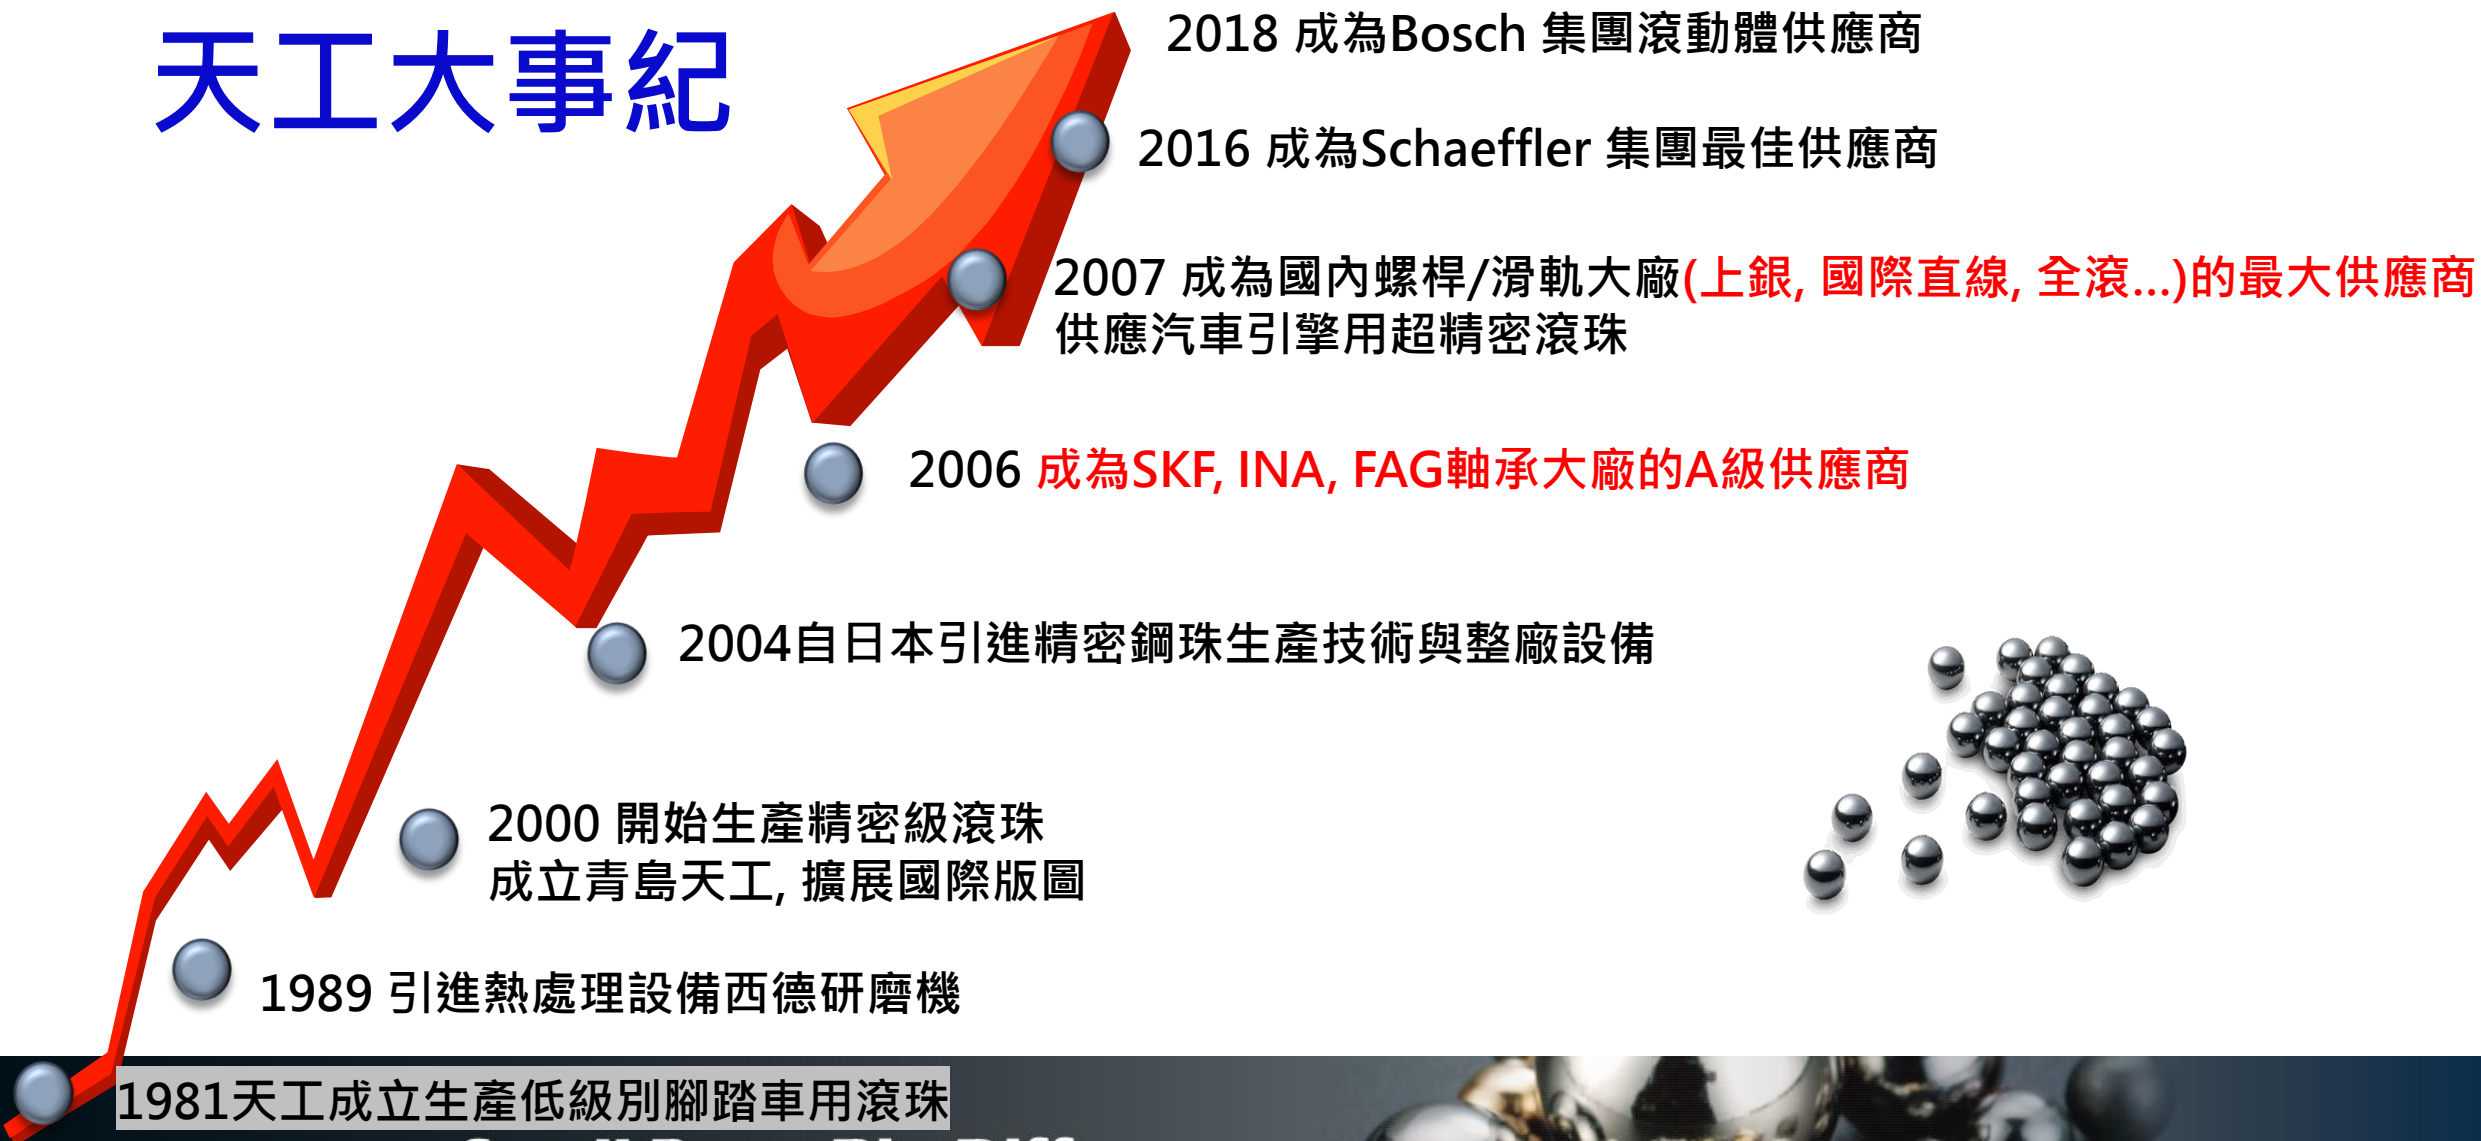 天工大事紀
2018 成為Bosch 集團滾動體供應商
2016 成為Schaeffler 集團最佳供應商
2007 成為國內螺桿/滑軌大廠(上銀, 國際直線, 全滾...)的最大供應商
供應汽車引擎用超精密滾珠
2006 成為SKF, INA, FAG軸承大廠的A級供應商
2004自日本引進精密鋼珠生產技術與整廠設備
2000 開始生產精密級滾珠
成立青島天工, 擴展國際版圖
1989 引進熱處理設備西德研磨機
1981天工成立生產低級別腳踏車用滾珠